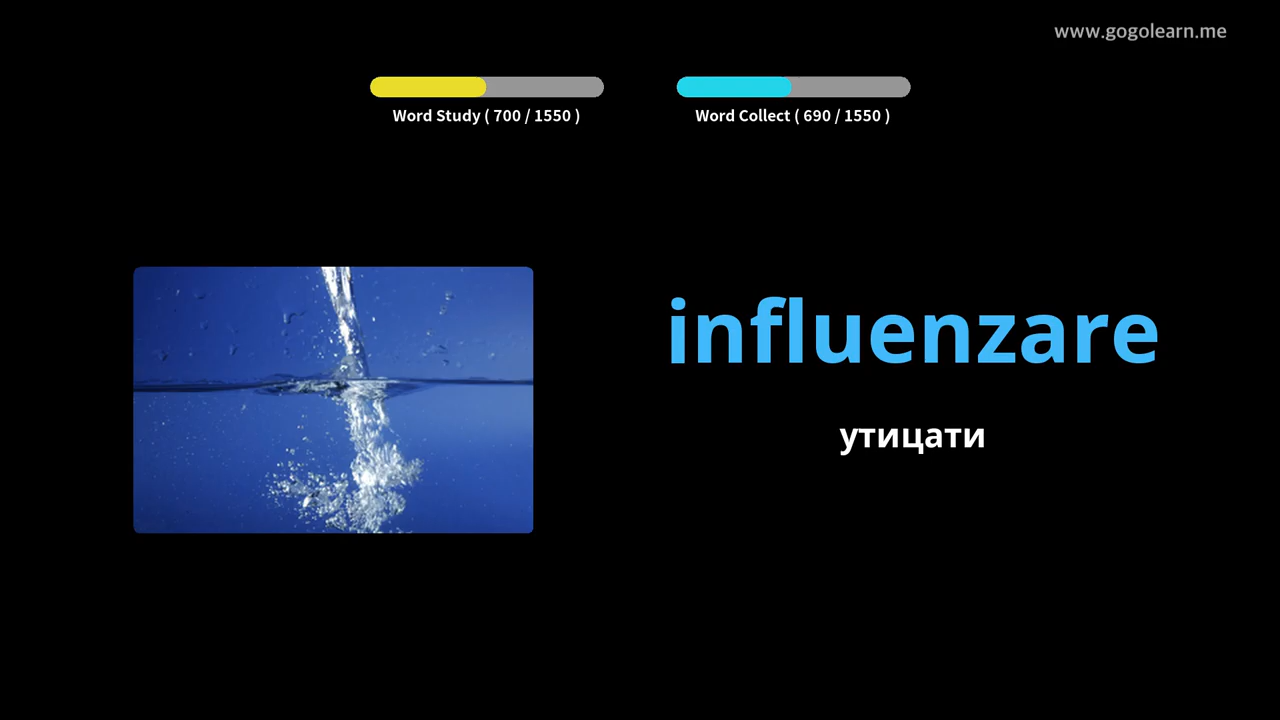 www.gogolearn.me
Word Study ( 700 / 1550 )
Word Collect ( 690 / 1550 )
influenzare
утицати